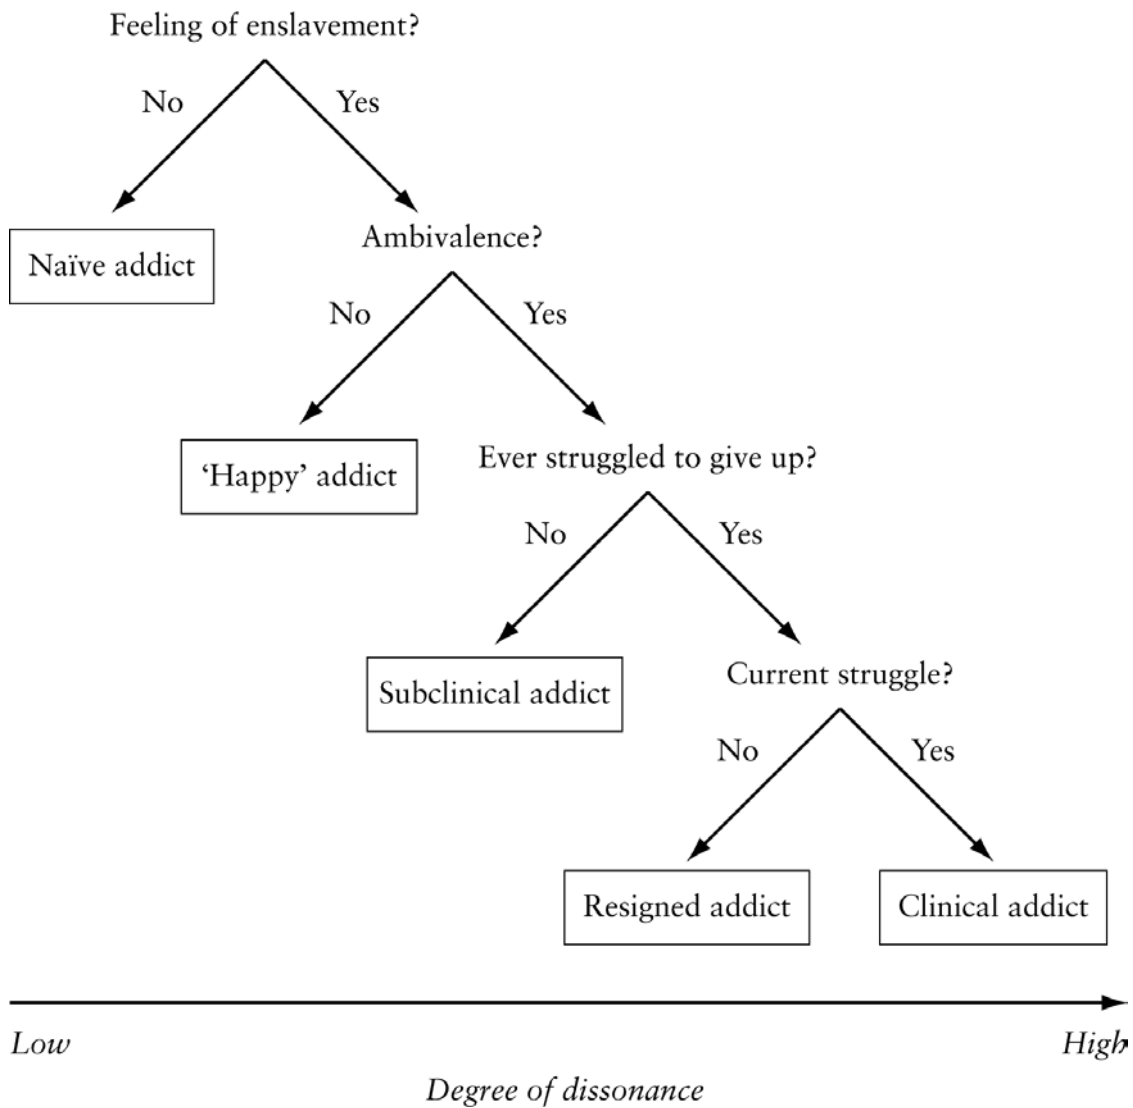 Feeling of enslavement?
No
Yes
Naïve addict
Ambivalence?
No
Yes
‘Happy’ addict
Ever struggled to give up?
No
Yes
Subclinical addict
Current struggle?
No
Yes
Resigned addict
Clinical addict
Low
High
Degree of dissonance